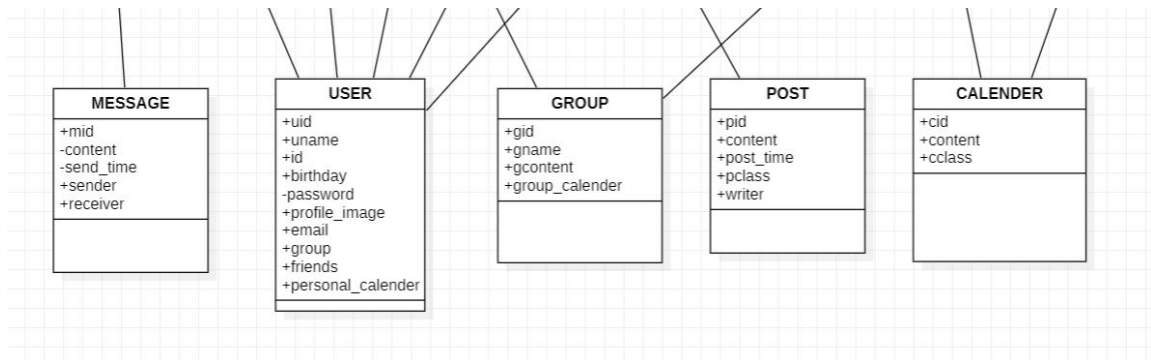 MESSAGE
+mid
-content
-send_time
+sender
+receiver
USER
+uid
+uname
+id
+birthday
-password
+profile_image
+email
+group
+friends
+personal_calender
GROUP
+gid
+gname
+gcontent
+group_calender
POST
+pid
+content
+post_time
+pclass
+writer
CALENDER
+cid
+content
+cclass